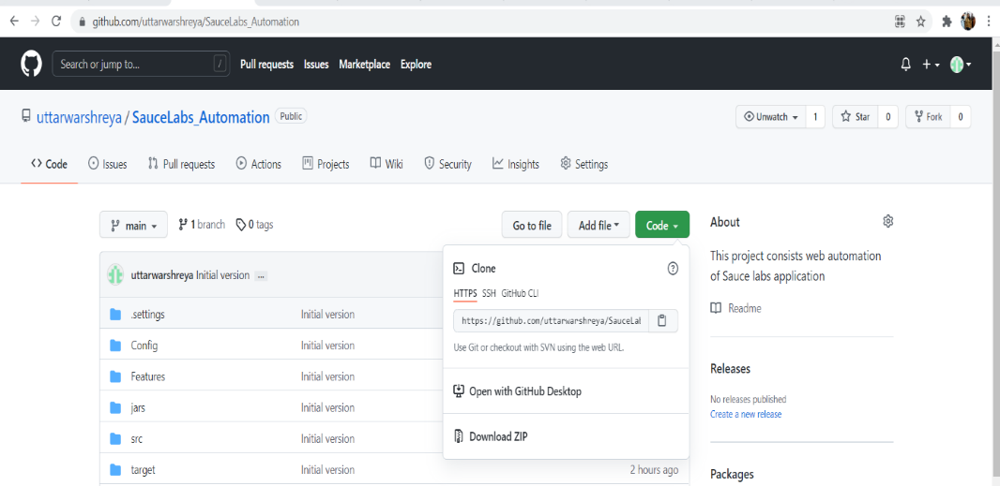 github.com/uttarwarshreya/SauceLabs_Automation
Search or jump to... / Pull requests Issues Marketplace Explore
uttarwarshreya / SauceLabs_Automation Public
Unwatch 1 Star 0 Fork 0
Code Issues Pull requests Actions Projects Wiki Security Insights Settings
main 1 branch 0 tags Go to file Add file Code
About
This project consists web automation
of Sauce labs application
Readme
uttarwarshreya Initial version ...
Clone
HTTPS SSH GitHub CLI
https://github.com/uttarwarshreya/SauceLal
Use Git or checkout with SVN using the web URL.
Open with GitHub Desktop
Download ZIP
.settings Initial version
Config Initial version
Features Initial version
jars Initial version
src Initial version
target Initial version 2 hours ago
Releases
No releases published
Create a new release
Packages